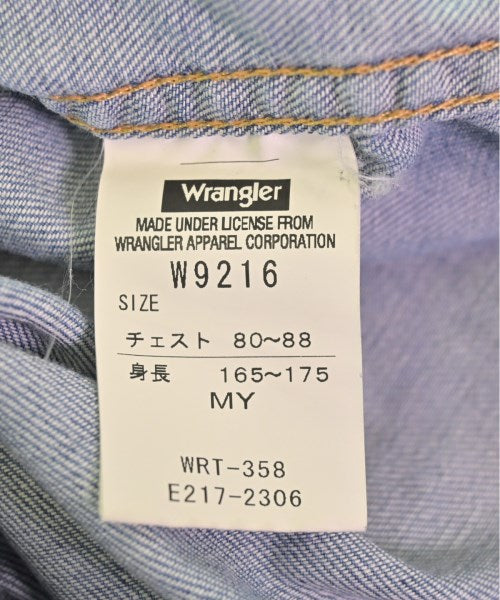 Wrangler
MADE UNDER LICENSE FROM
WRANGLER APPAREL CORPORATION
W9216
SIZE
チェスト 80~88
身長 165~175
MY
WRT-358
E217-2306